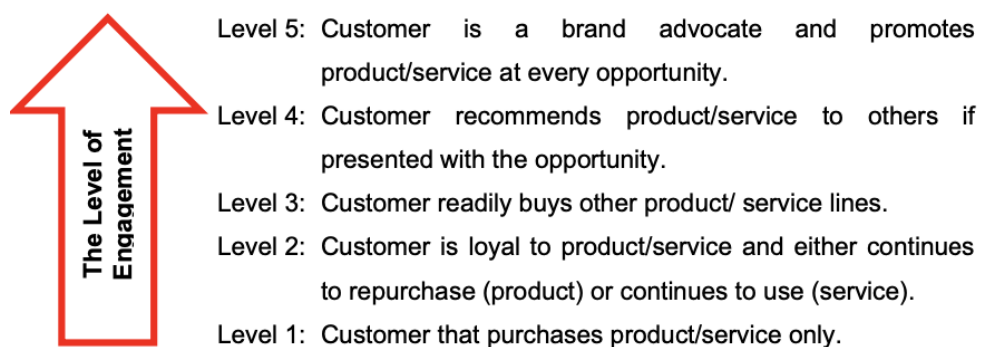 Level 5: Customer is a brand advocate and promotes
product/service at every opportunity.
Level 4: Customer recommends product/service to others if
presented with the opportunity.
Level 3: Customer readily buys other product/ service lines.
Level 2: Customer is loyal to product/service and either continues
to repurchase (product) or continues to use (service).
Level 1: Customer that purchases product/service only.
The Level of
Engagement